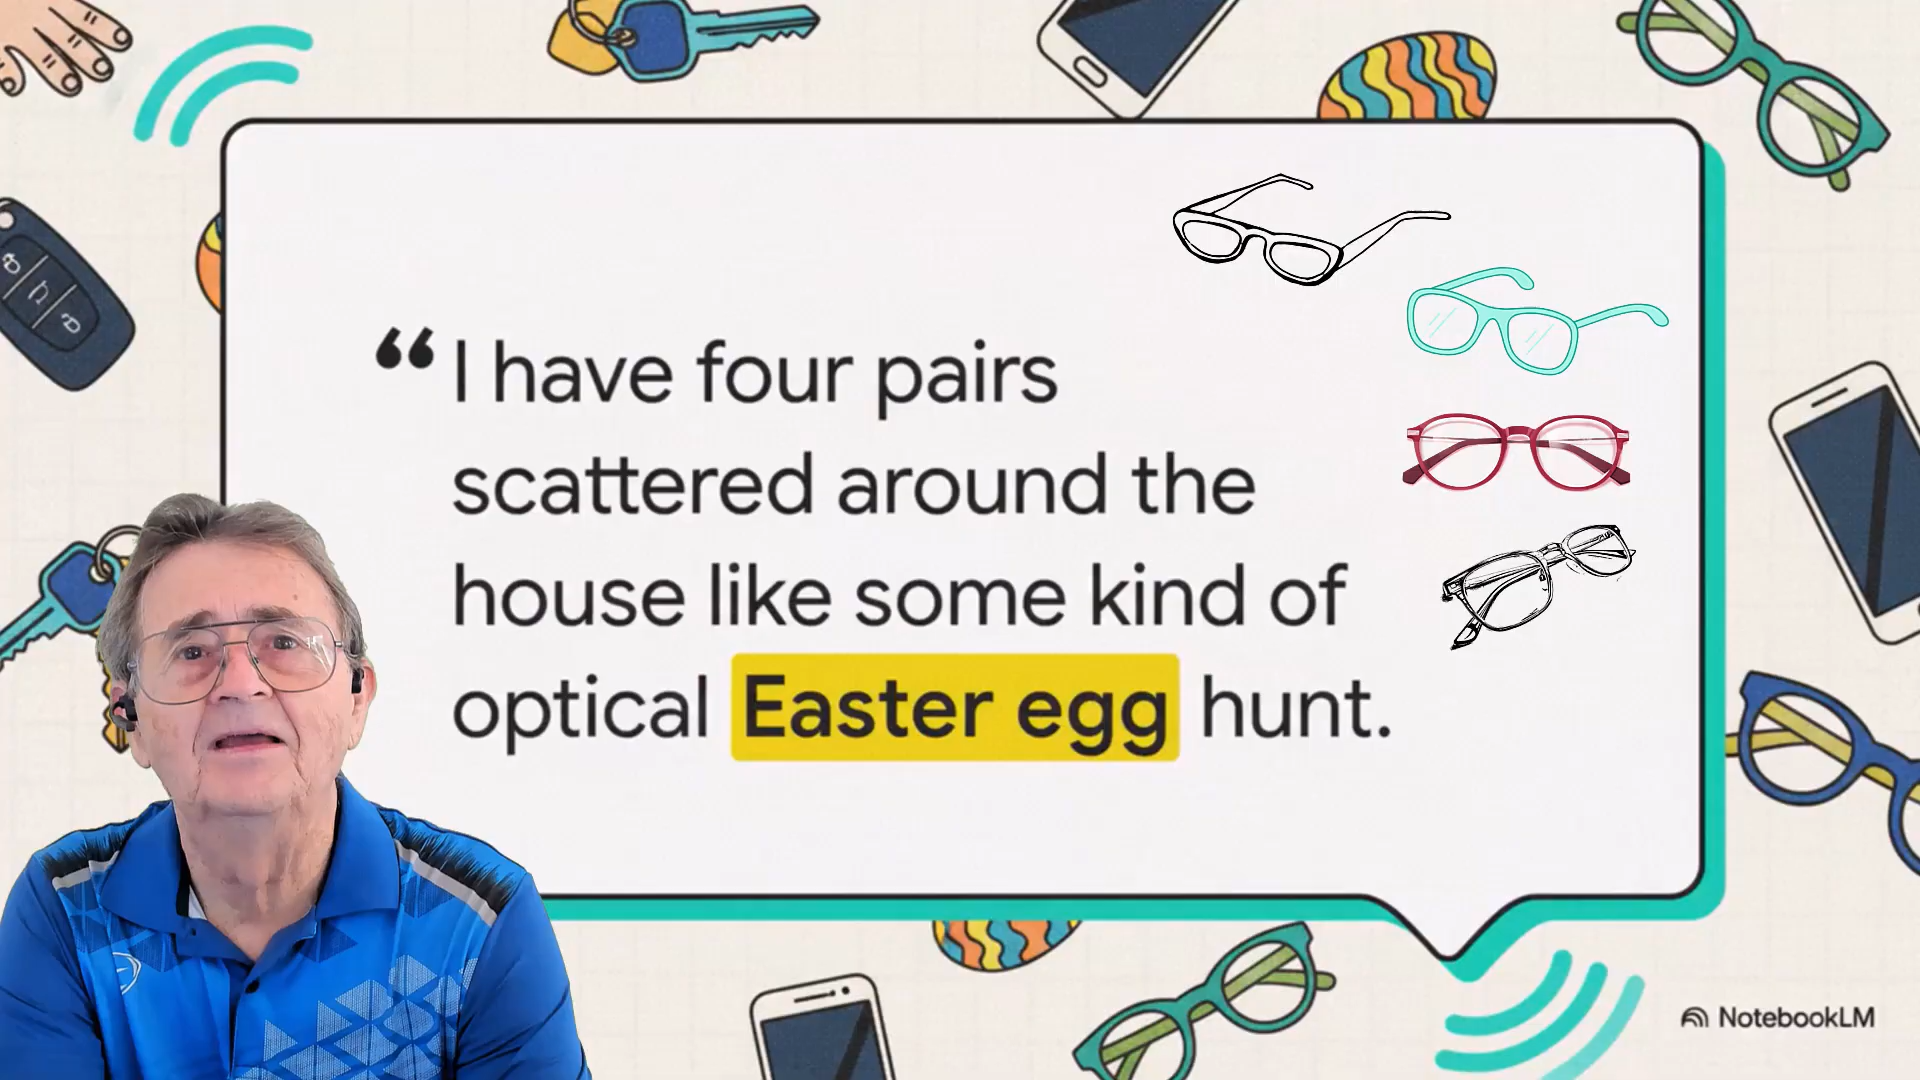 “I have four pairs
scattered around the
house like some kind of
optical Easter egg hunt.
NotebookLM